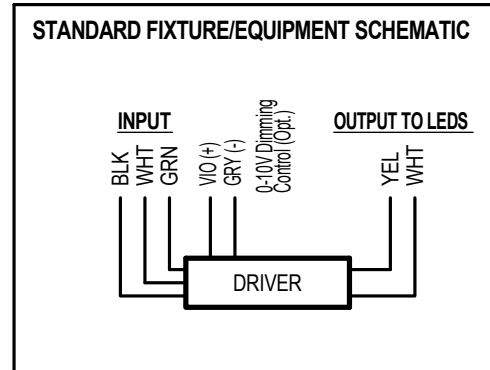 STANDARD FIXTURE/EQUIPMENT SCHEMATIC
INPUT
OUTPUT TO LEDS
BLK
WHT
GRN
VIO (+)
GRY (-)
0-10V Dimming
Control (Opt.)
YEL
WHT
DRIVER